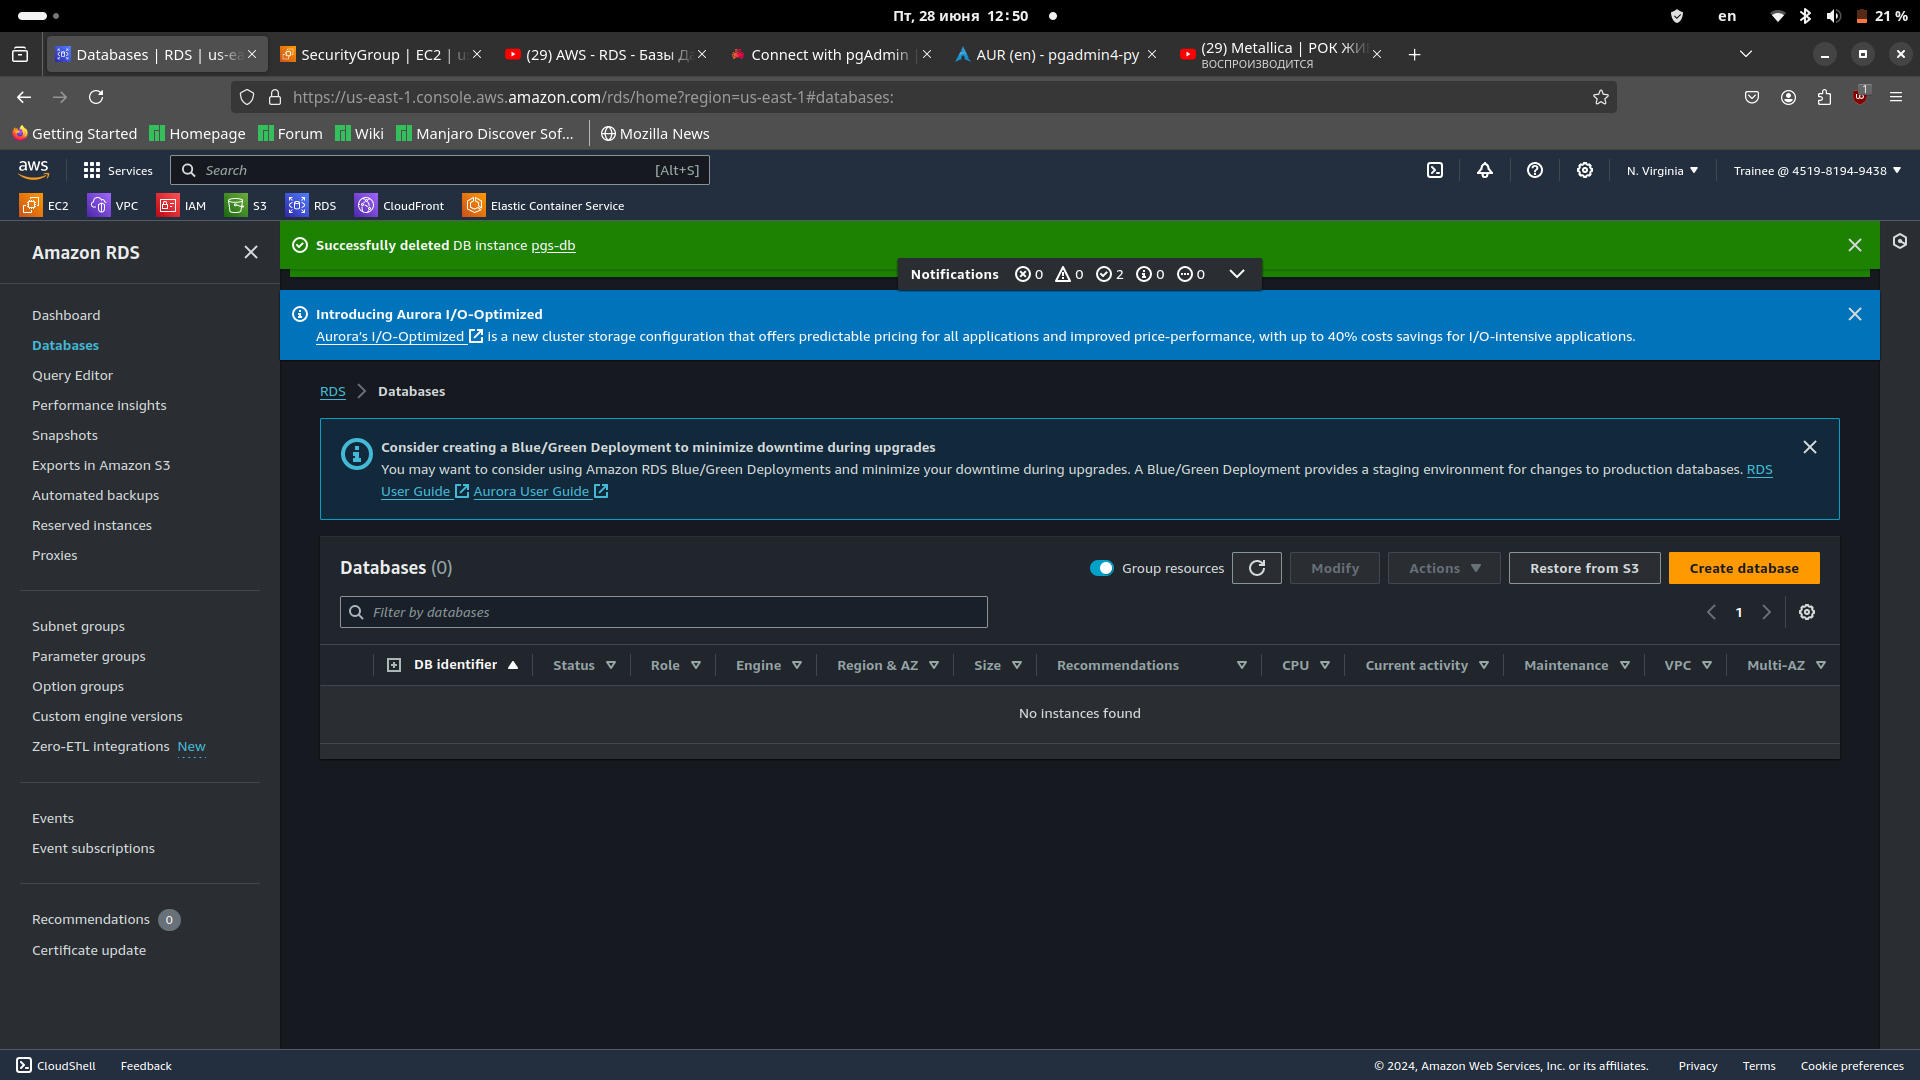 Пт, 28 июня 12:50
en
21 %
Databases | RDS | us-ea
SecurityGroup | EC2 | u
(29) AWS - RDS - Базы Д
Connect with pgAdmin
AUR (en) - pgadmin4-py
(29) Metallica | РОК ЖИ
ВОСПРОИЗВОДИТСЯ
https://us-east-1.console.aws.amazon.com/rds/home?region=us-east-1#databases:
1
Getting Started
Homepage
Forum
Wiki
Manjaro Discover Sof...
Mozilla News
aws
Services
Search
[Alt+S]
N. Virginia
Trainee @ 4519-8194-9438
EC2
VPC
IAM
S3
RDS
CloudFront
Elastic Container Service
Amazon RDS
Dashboard
Databases
Query Editor
Performance insights
Snapshots
Exports in Amazon S3
Automated backups
Reserved instances
Proxies
Subnet groups
Parameter groups
Option groups
Custom engine versions
Zero-ETL integrations New
Events
Event subscriptions
Recommendations 0
Certificate update
Successfully deleted DB instance pgs-db
Notifications 0 0 2 0 0
Introducing Aurora I/O-Optimized
Aurora's I/O-Optimized is a new cluster storage configuration that offers predictable pricing for all applications and improved price-performance, with up to 40% costs savings for I/O-intensive applications.
RDS
Databases
Consider creating a Blue/Green Deployment to minimize downtime during upgrades
You may want to consider using Amazon RDS Blue/Green Deployments and minimize your downtime during upgrades. A Blue/Green Deployment provides a staging environment for changes to production databases. RDS
User Guide Aurora User Guide
Databases (0)
Group resources
Modify
Actions
Restore from S3
Create database
Filter by databases
1
DB identifier
Status
Role
Engine
Region & AZ
Size
Recommendations
CPU
Current activity
Maintenance
VPC
Multi-AZ
No instances found
CloudShell
Feedback
© 2024, Amazon Web Services, Inc. or its affiliates.
Privacy
Terms
Cookie preferences